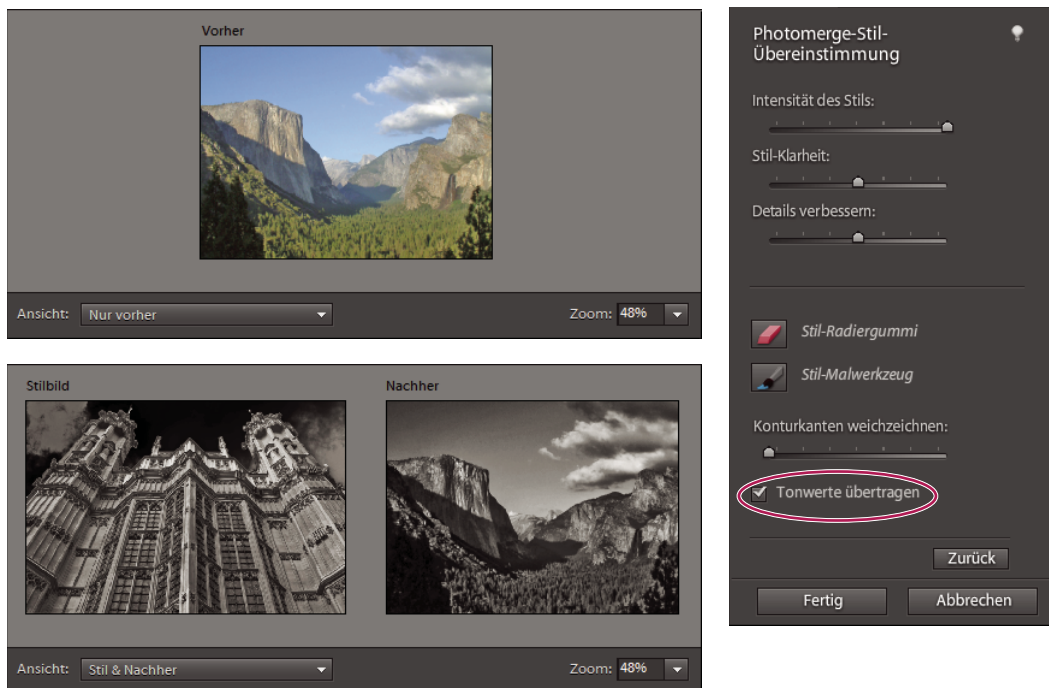 Vorher
Ansicht: Nur vorher Zoom: 48%
Stilbild Nachher
Ansicht: Stil & Nachher Zoom: 48%
Photomerge-Stil-
Übereinstimmung
Intensität des Stils:
Stil-Klarheit:
Details verbessern:
Stil-Radiergummi
Stil-Malwerkzeug
Konturkanten weichzeichnen:
Tonwerte übertragen
Zurück
Fertig Abbrechen